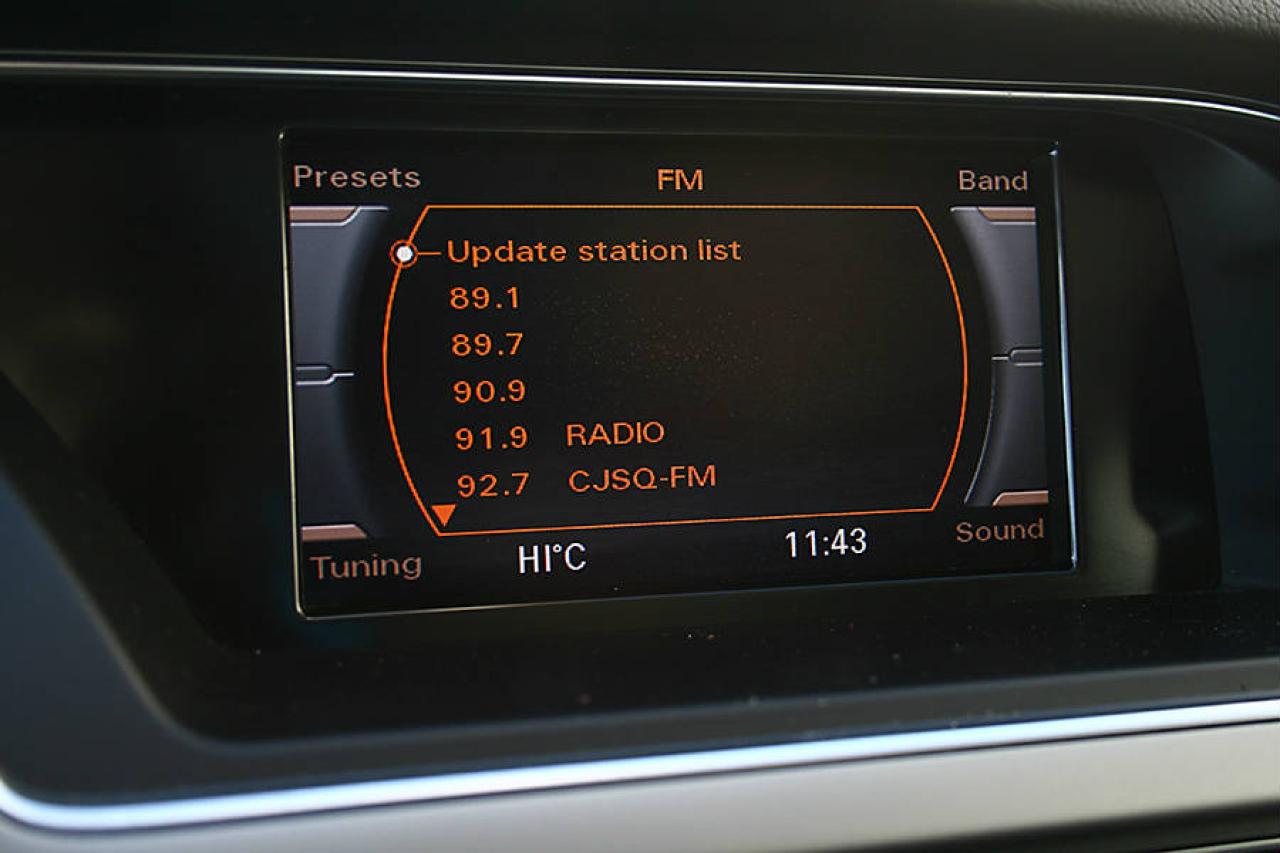 Presets FM Band
Update station list
89.1
89.7
90.9
91.9 RADIO
92.7 CJSQ-FM
Tuning HI°C 11:43 Sound